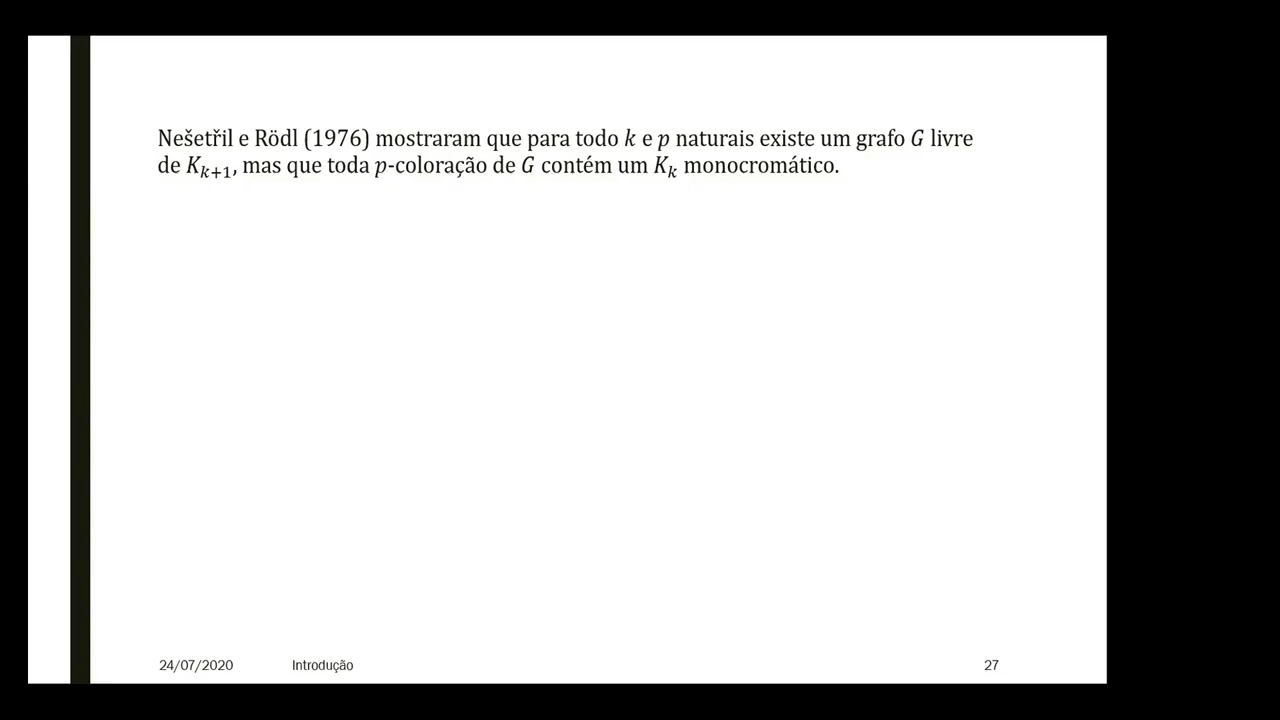 Nešetřil e Rödl (1976) mostraram que para todo k e p naturais existe um grafo G livre
de K_{k+1}, mas que toda p-coloração de G contém um K_k monocromático.
24/07/2020 Introdução 27